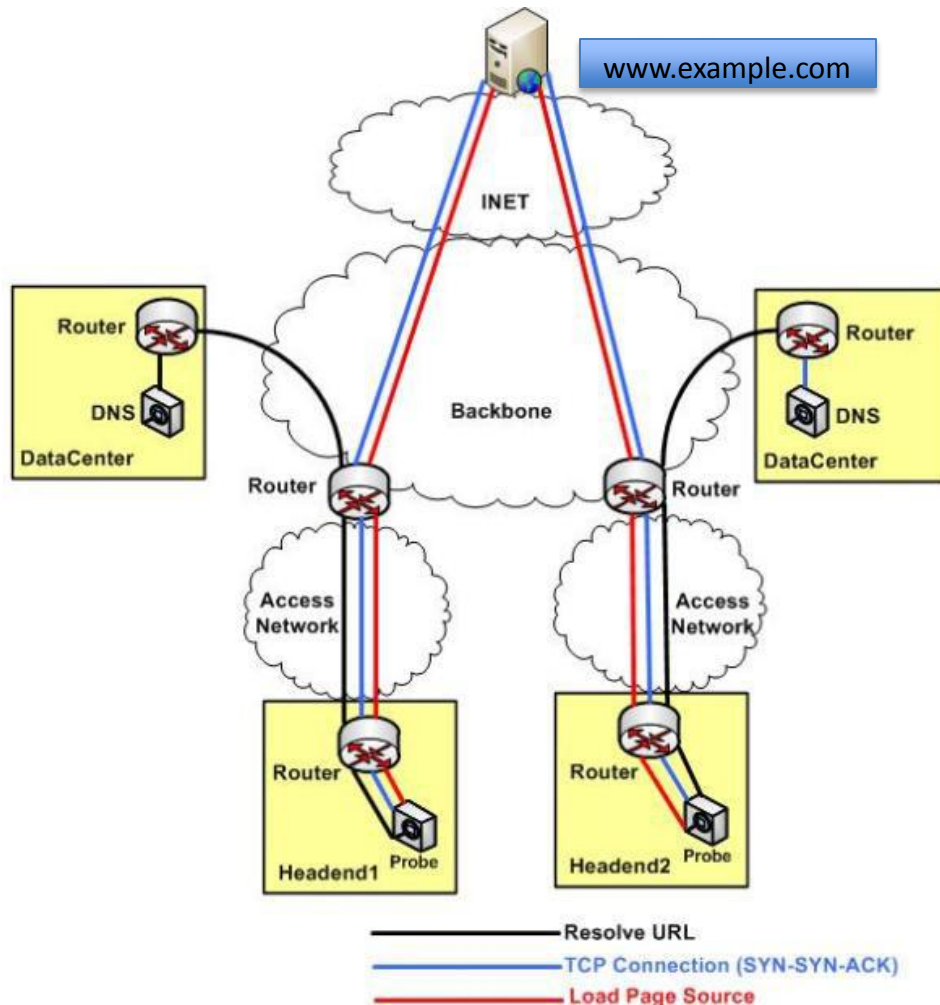 www.example.com
INET
Router
Router
Backbone
DNS
DNS
DataCenter
DataCenter
Router
Router
Access
Network
Access
Network
Router
Router
Probe
Probe
Headend1
Headend2
Resolve URL
TCP Connection (SYN-SYN-ACK)
Load Page Source